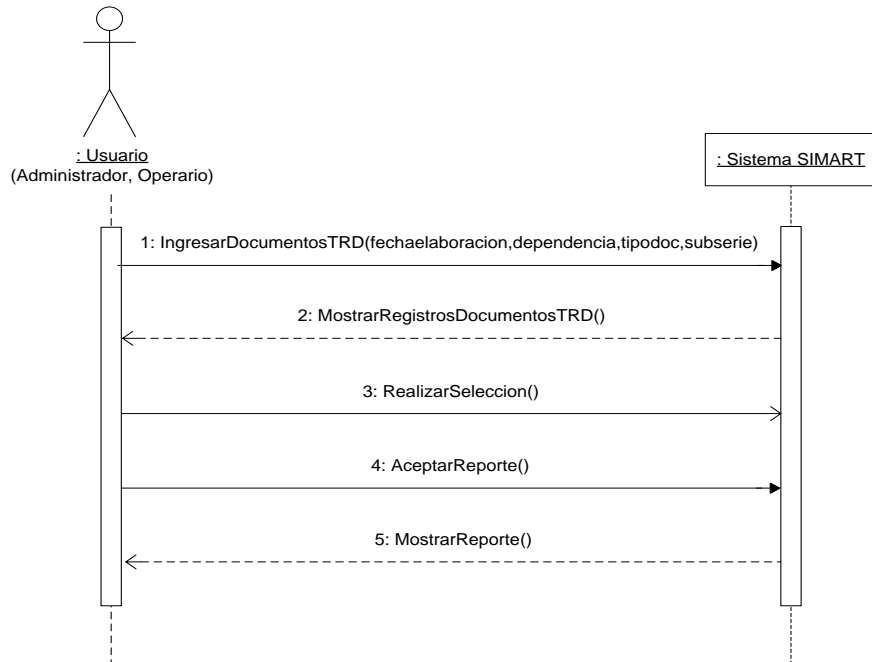 : Usuario
(Administrador, Operario)
: Sistema SIMART
1: IngresarDocumentosTRD(fechaelaboracion,dependencia,tipodoc,subserie)
2: MostrarRegistrosDocumentosTRD()
3: RealizarSeleccion()
4: AceptarReporte()
5: MostrarReporte()